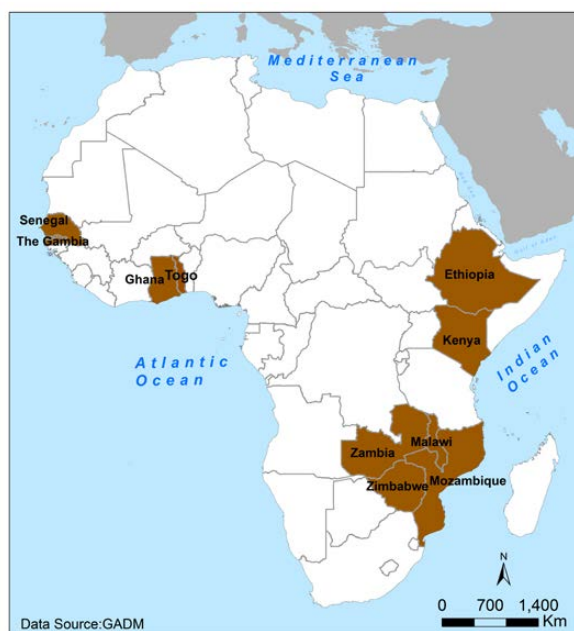 Mediterranean
Sea
Senegal
The Gambia
Ghana
Togo
Ethiopia
Kenya
Atlantic
Ocean
Indian
Ocean
Malawi
Zambia
Zimbabwe
Mozambique
N
0 700 1,400
Km
Data Source:GADM